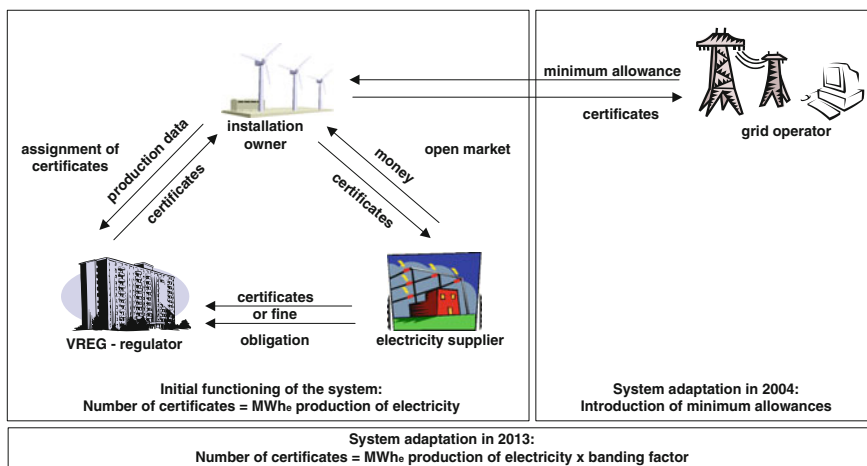 minimum allowance
certificates
grid operator
installation
owner
assignment of
certificates
production data
certificates
money
certificates
open market
certificates
or fine
obligation
VREG - regulator
electricity supplier
Initial functioning of the system:
Number of certificates = MWhe production of electricity
System adaptation in 2004:
Introduction of minimum allowances
System adaptation in 2013:
Number of certificates = MWhe production of electricity x banding factor